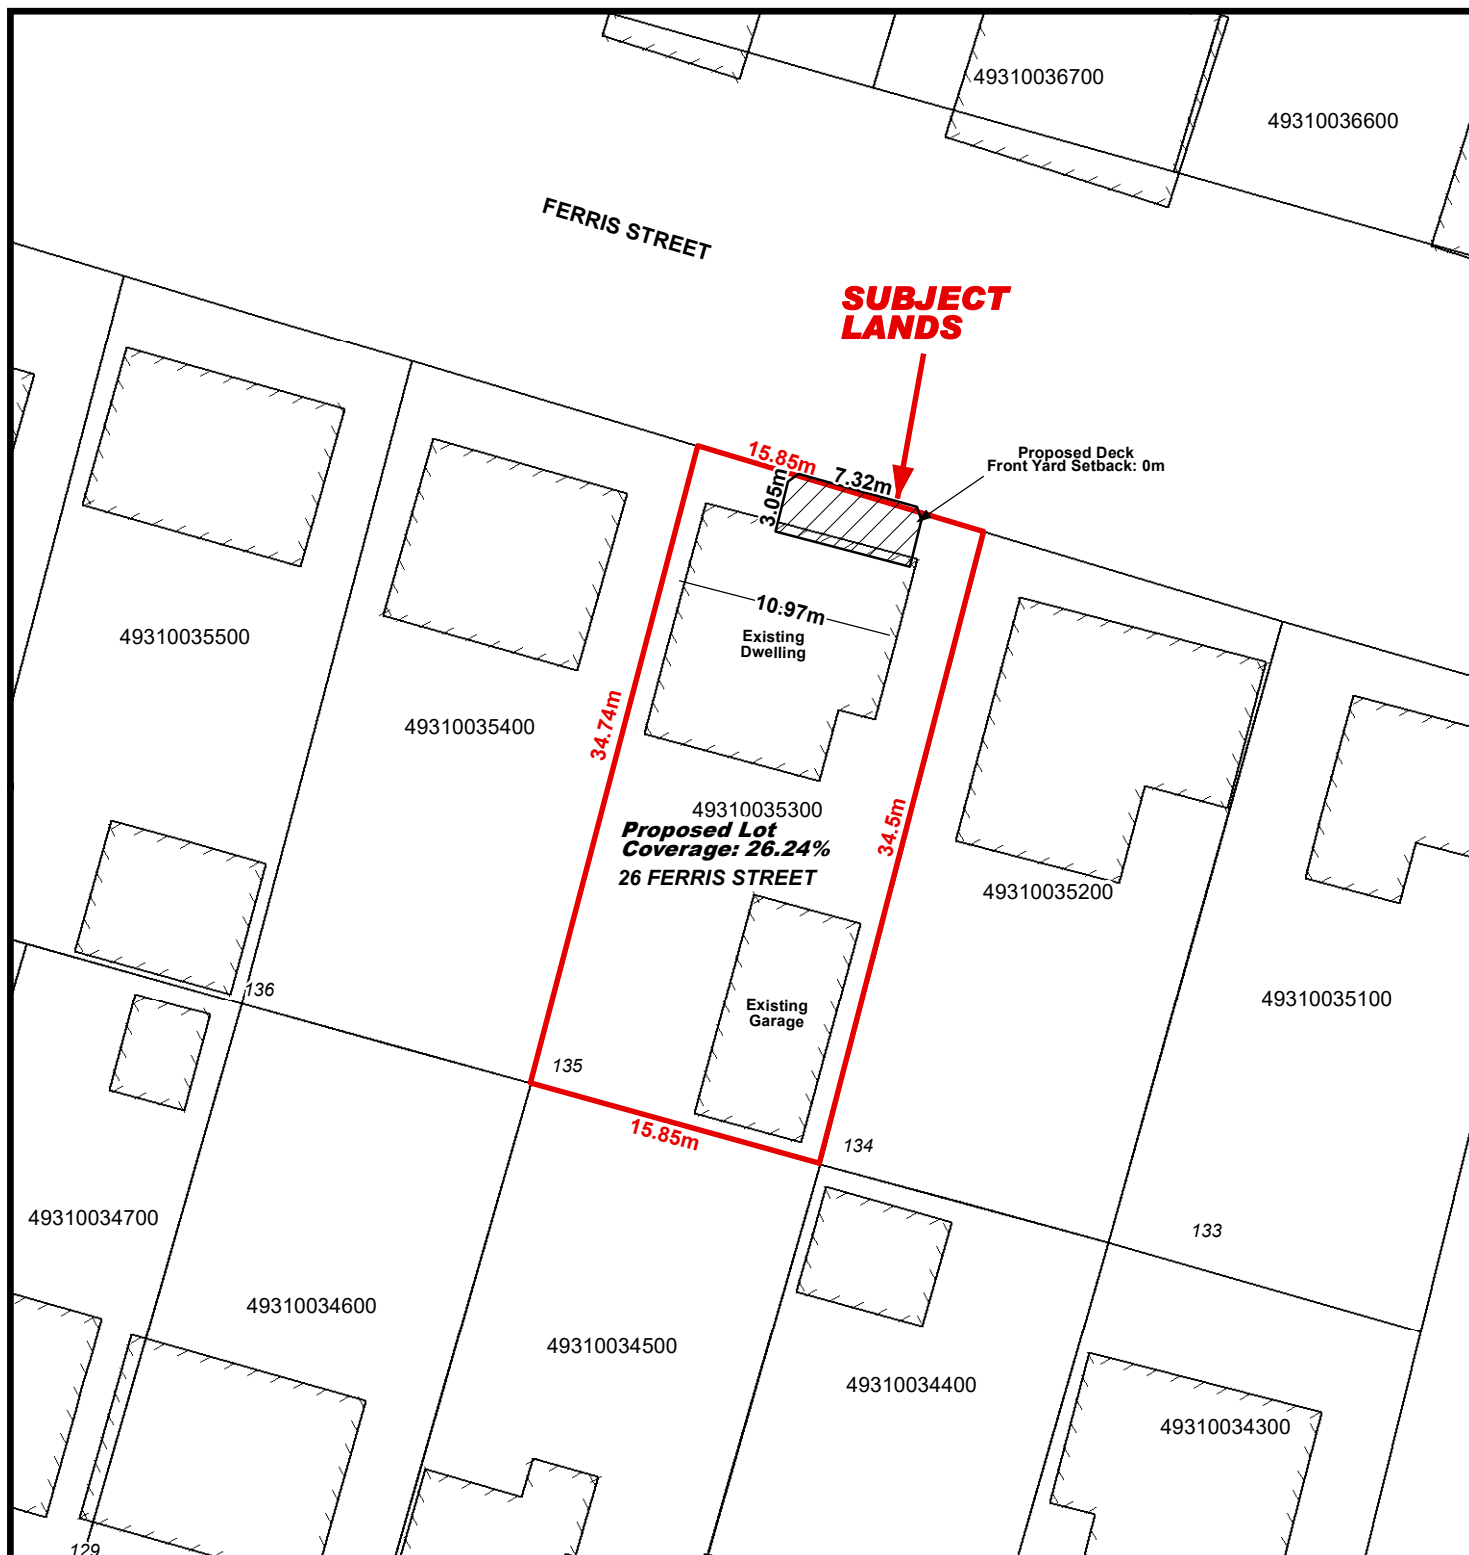 49310036700
49310036600
FERRIS STREET
SUBJECT
LANDS
15.85m
7.32m
3.05m
Proposed Deck
Front Yard Setback: 0m
10.97m
Existing
Dwelling
49310035500
49310035400
34.74m
49310035300
Proposed Lot
Coverage: 26.24%
26 FERRIS STREET
34.5m
49310035200
49310035100
136
Existing
Garage
135
15.85m
134
133
49310034700
49310034600
49310034500
49310034400
49310034300
129